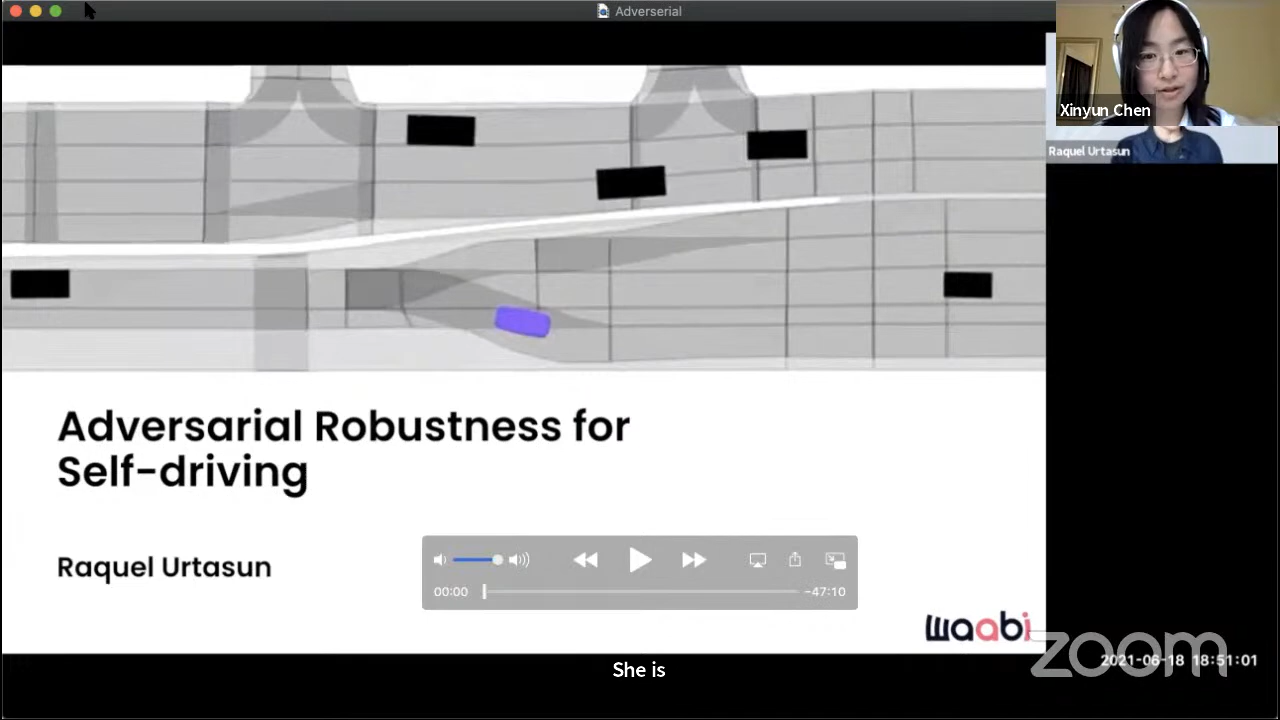 Adverserial
Xinyun Chen
Raquel Urtasun
Adversarial Robustness for
Self-driving
Raquel Urtasun
00:00
-47:10
waabi
zoom
2021-06-18 18:51:01
She is